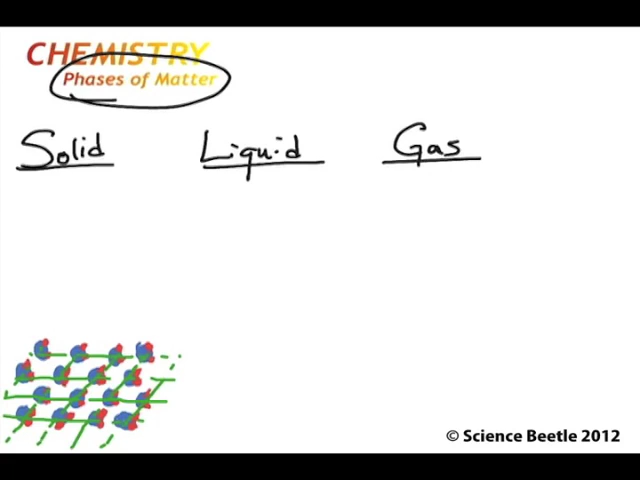 CHEMISTRY
Phases of Matter
Solid Liquid Gas
© Science Beetle 2012